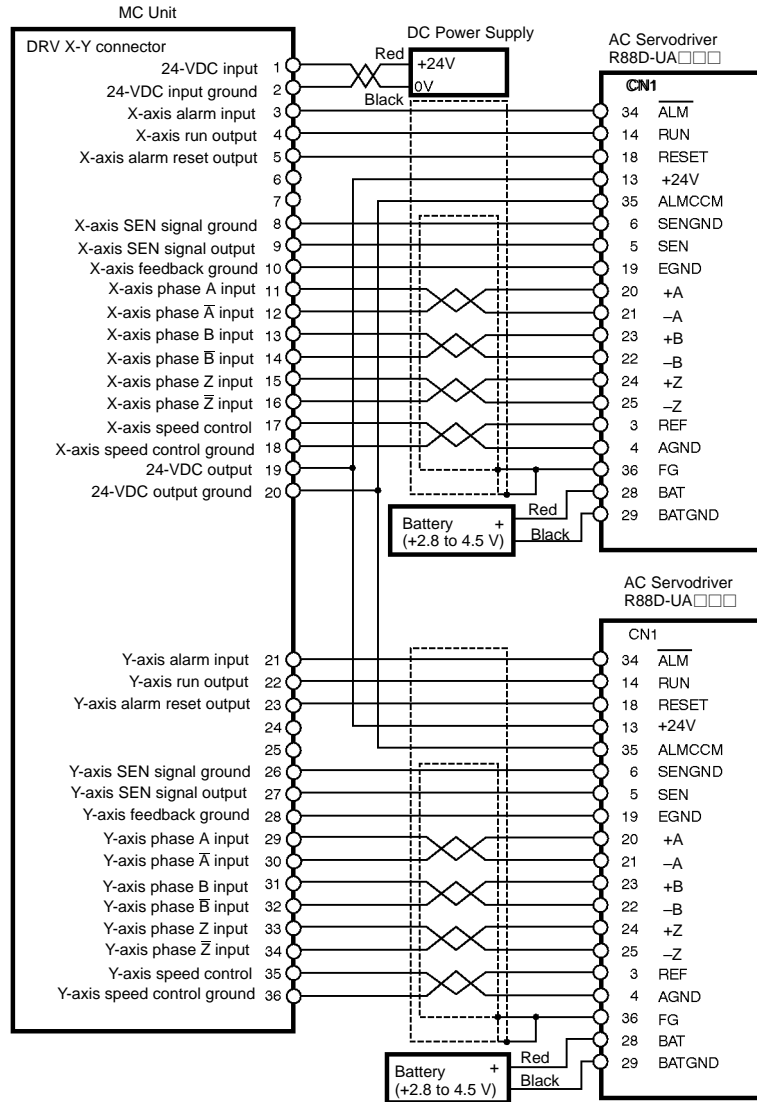 MC Unit
DRV X-Y connector
DC Power Supply
AC Servodriver
R88D-UA□□□
24-VDC input 1
Red +24V
24-VDC input ground 2
Black 0V
CN1
X-axis alarm input 3
34 A̅L̅M̅
X-axis run output 4
14 RUN
X-axis alarm reset output 5
18 RESET
6
13 +24V
7
35 ALMCCM
X-axis SEN signal ground 8
6 SENGND
X-axis SEN signal output 9
5 SEN
X-axis feedback ground 10
19 EGND
X-axis phase A input 11
20 +A
X-axis phase A̅ input 12
21 –A
X-axis phase B input 13
23 +B
X-axis phase B̅ input 14
22 –B
X-axis phase Z input 15
24 +Z
X-axis phase Z̅ input 16
25 –Z
X-axis speed control 17
3 REF
X-axis speed control ground 18
4 AGND
24-VDC output 19
36 FG
24-VDC output ground 20
28 BAT
29 BATGND
Battery +
(+2.8 to 4.5 V)
Red
Black
AC Servodriver
R88D-UA□□□
CN1
Y-axis alarm input 21
34 A̅L̅M̅
Y-axis run output 22
14 RUN
Y-axis alarm reset output 23
18 RESET
24
13 +24V
25
35 ALMCCM
Y-axis SEN signal ground 26
6 SENGND
Y-axis SEN signal output 27
5 SEN
Y-axis feedback ground 28
19 EGND
Y-axis phase A input 29
20 +A
Y-axis phase A̅ input 30
21 –A
Y-axis phase B input 31
23 +B
Y-axis phase B̅ input 32
22 –B
Y-axis phase Z input 33
24 +Z
Y-axis phase Z̅ input 34
25 –Z
Y-axis speed control 35
3 REF
Y-axis speed control ground 36
4 AGND
36 FG
28 BAT
29 BATGND
Battery +
(+2.8 to 4.5 V)
Red
Black